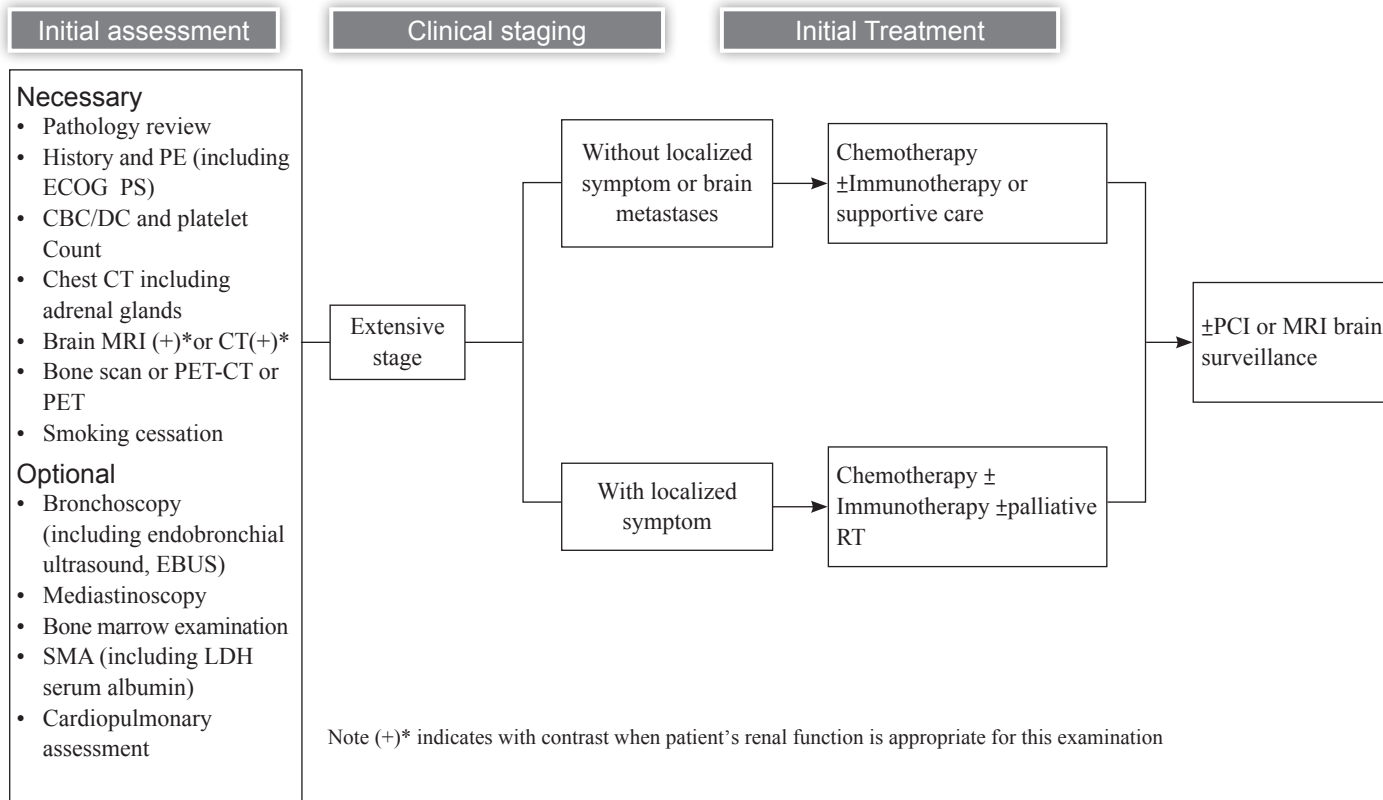 Initial assessment
Clinical staging
Initial Treatment
Necessary
• Pathology review
• History and PE (including
ECOG PS)
• CBC/DC and platelet
Count
• Chest CT including
adrenal glands
• Brain MRI (+)*or CT(+)*
• Bone scan or PET-CT or
PET
• Smoking cessation
Optional
• Bronchoscopy
(including endobronchial
ultrasound, EBUS)
• Mediastinoscopy
• Bone marrow examination
• SMA (including LDH
serum albumin)
• Cardiopulmonary
assessment
Extensive
stage
Without localized
symptom or brain
metastases
Chemotherapy
±Immunotherapy or
supportive care
With localized
symptom
Chemotherapy ±
Immunotherapy ±palliative
RT
±PCI or MRI brain
surveillance
Note (+)* indicates with contrast when patient’s renal function is appropriate for this examination